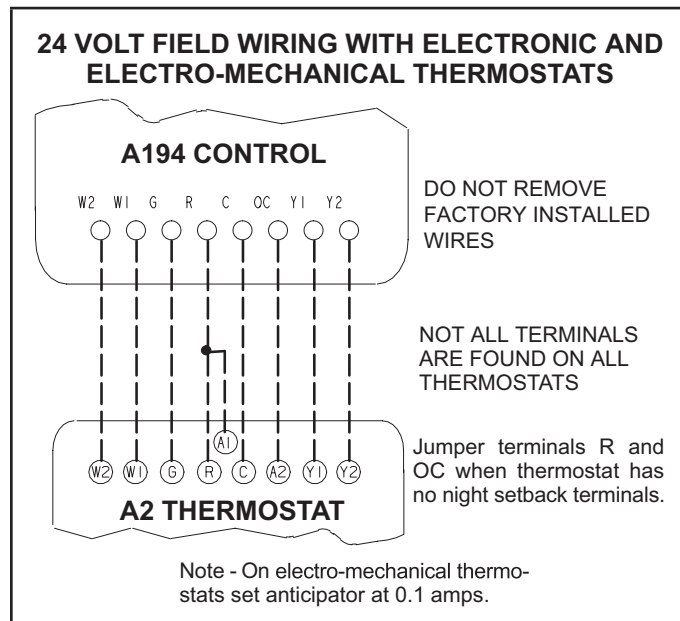 24 VOLT FIELD WIRING WITH ELECTRONIC AND
ELECTRO-MECHANICAL THERMOSTATS
A194 CONTROL
W2 W1 G R C OC Y1 Y2
DO NOT REMOVE
FACTORY INSTALLED
WIRES
NOT ALL TERMINALS
ARE FOUND ON ALL
THERMOSTATS
A1
W2 W1 G R C A2 Y1 Y2
Jumper terminals R and
OC when thermostat has
no night setback terminals.
A2 THERMOSTAT
Note - On electro-mechanical thermo-
stats set anticipator at 0.1 amps.